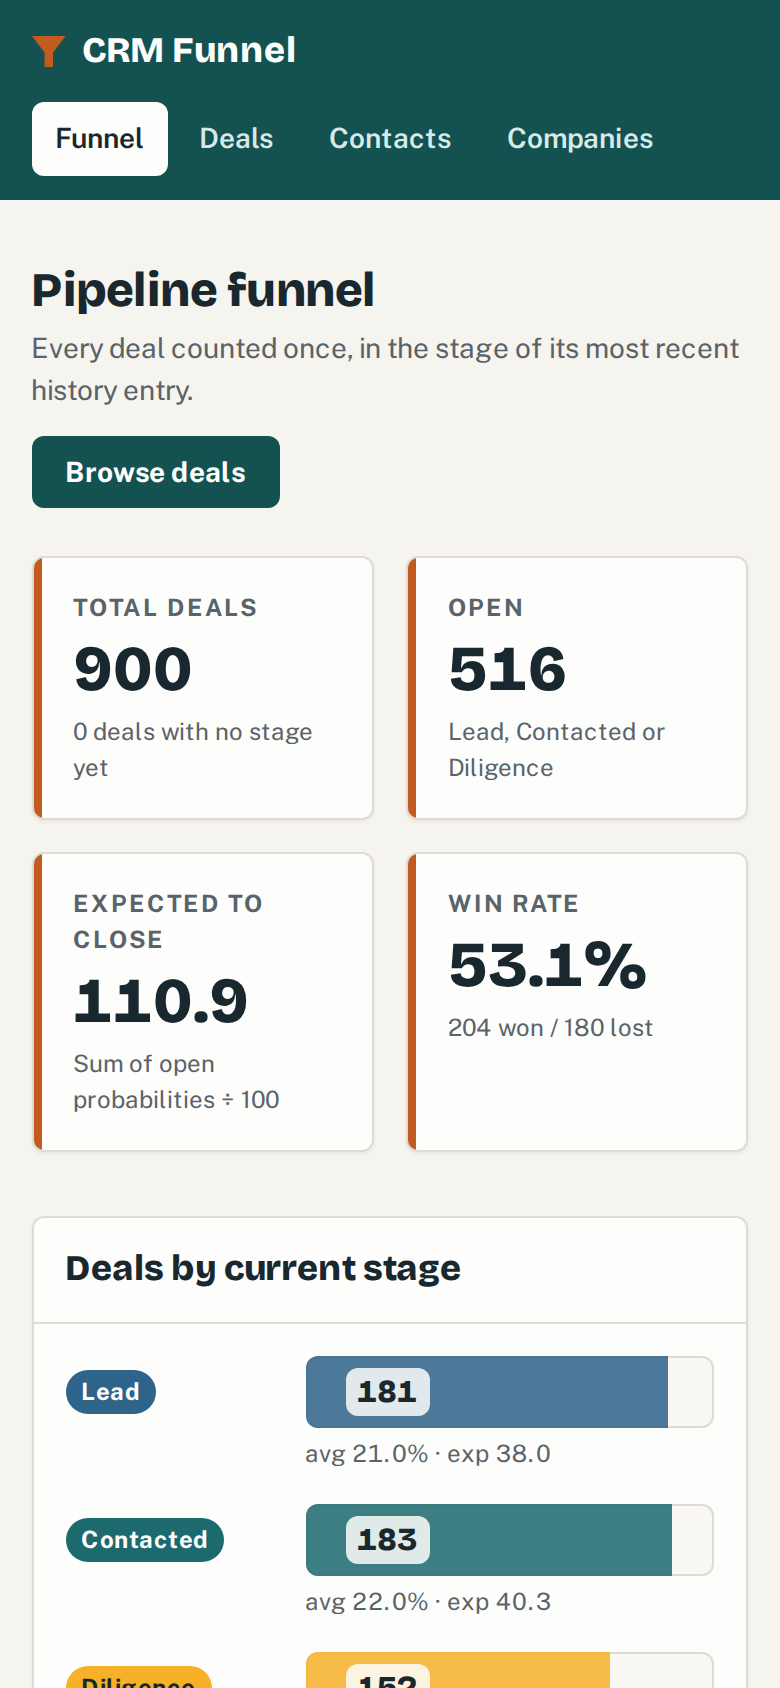 CRM Funnel
Funnel Deals Contacts Companies
Pipeline funnel
Every deal counted once, in the stage of its most recent
history entry.
Browse deals
TOTAL DEALS
900
0 deals with no stage
yet
OPEN
516
Lead, Contacted or
Diligence
EXPECTED TO
CLOSE
110.9
Sum of open
probabilities ÷ 100
WIN RATE
53.1%
204 won / 180 lost
Deals by current stage
Lead
181
avg 21.0% · exp 38.0
Contacted
183
avg 22.0% · exp 40.3
Diligence
152